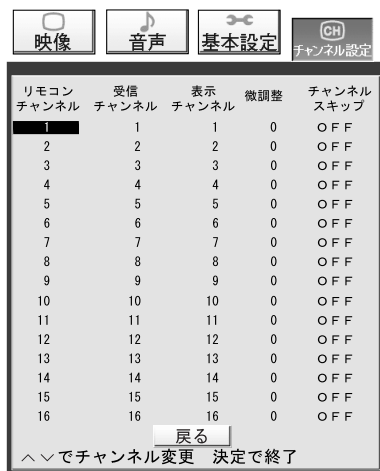 映像 音声 基本設定 CH チャンネル設定
リモコン チャンネル 受信 チャンネル 表示 チャンネル 微調整 チャンネル スキップ
1 1 1 0 OFF
2 2 2 0 OFF
3 3 3 0 OFF
4 4 4 0 OFF
5 5 5 0 OFF
6 6 6 0 OFF
7 7 7 0 OFF
8 8 8 0 OFF
9 9 9 0 OFF
10 10 10 0 OFF
11 11 11 0 OFF
12 12 12 0 OFF
13 13 13 0 OFF
14 14 14 0 OFF
15 15 15 0 OFF
16 16 16 0 OFF
戻る
へ∨でチャンネル変更 決定で終了